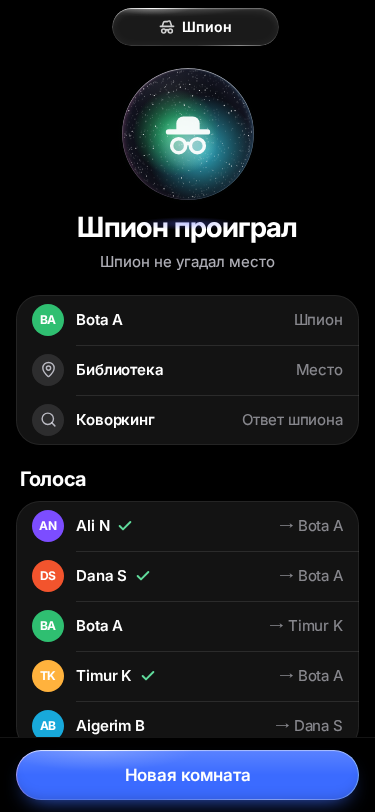 Шпион
Шпион проиграл
Шпион не угадал место
BA Bota A Шпион
Библиотека Место
Коворкинг Ответ шпиона
Голоса
AN Ali N → Bota A
DS Dana S → Bota A
BA Bota A → Timur K
TK Timur K → Bota A
AB Aigerim B → Dana S
Новая комната